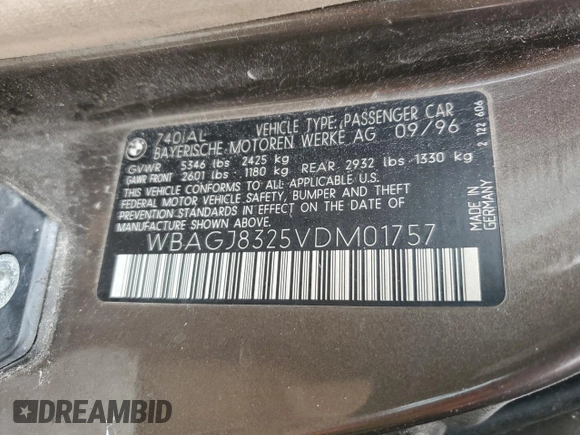 BMW
740iAL VEHICLE TYPE: PASSENGER CAR
BAYERISCHE MOTOREN WERKE AG 09/96
GVWR 5346 lbs 2425 kg
GAWR FRONT 2601 lbs - 1180 kg REAR 2932 lbs - 1330 kg
THIS VEHICLE CONFORMS TO ALL APPLICABLE U.S.
FEDERAL MOTOR VEHICLE SAFETY, BUMPER AND THEFT
PREVENTION STANDARDS IN EFFECT ON THE DATE OF
MANUFACTURE SHOWN ABOVE.
WBAGJ8325VDM01757
MADE IN
GERMANY
2 122 606
DREAMBID